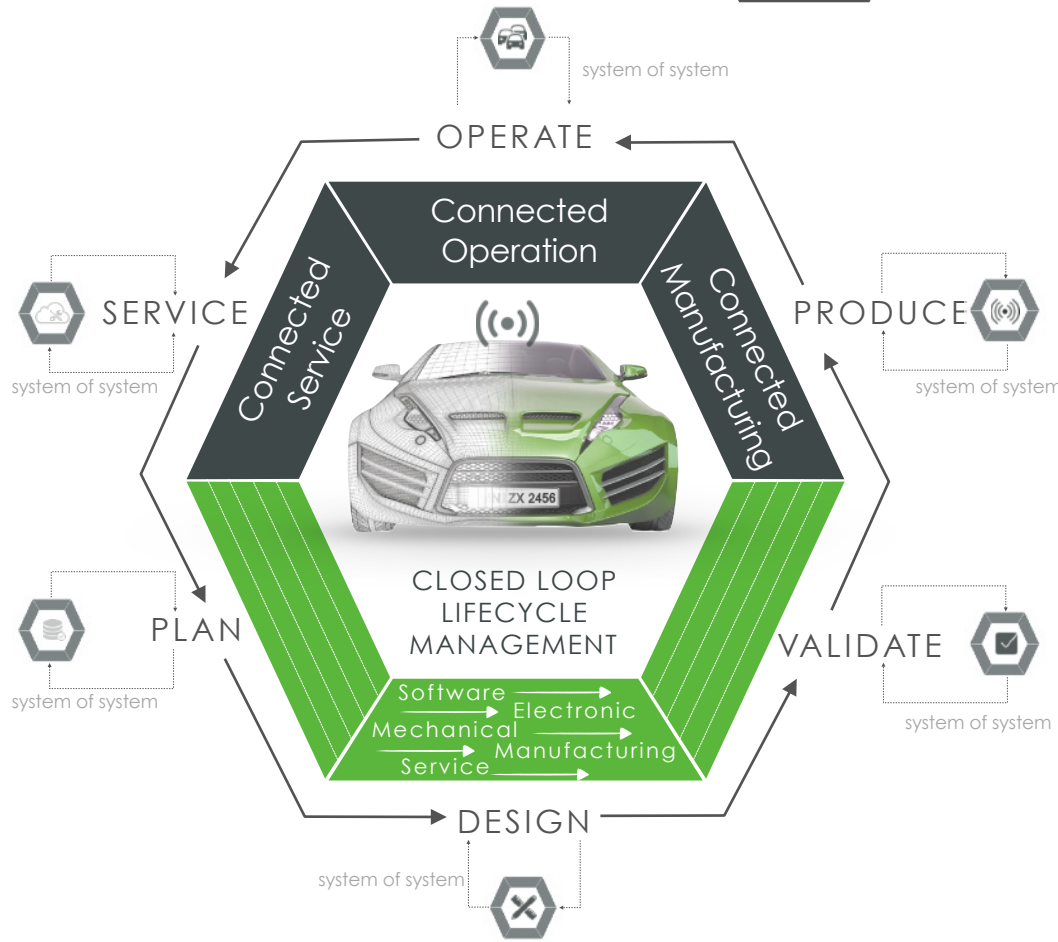 system of system
OPERATE
Connected
Operation
Connected
Service
Connected
Manufacturing
SERVICE
system of system
PRODUCE
system of system
ZX 2456
CLOSED LOOP
LIFECYCLE
MANAGEMENT
PLAN
system of system
VALIDATE
system of system
Software
Electronic
Mechanical
Manufacturing
Service
DESIGN
system of system